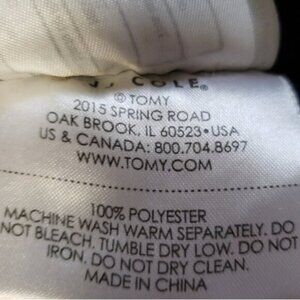 JJ COLE®
© TOMY
2015 SPRING ROAD
OAK BROOK, IL 60523•USA
US & CANADA: 800.704.8697
WWW.TOMY.COM
100% POLYESTER
MACHINE WASH WARM SEPARATELY. DO
NOT BLEACH. TUMBLE DRY LOW. DO NOT
IRON. DO NOT DRY CLEAN.
MADE IN CHINA